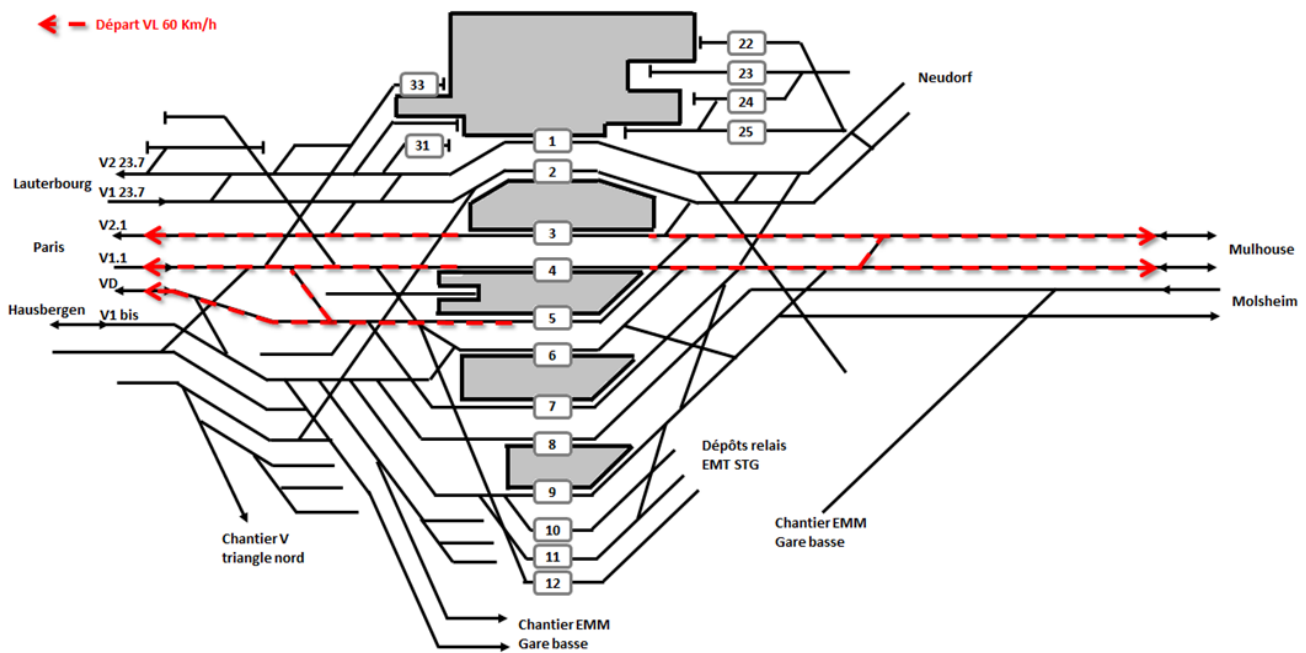 Départ VL 60 Km/h
22
23
24
25
33
31
Neudorf
1
2
V2 23.7
Lauterbourg
V1 23.7
V2.1
3
Paris
Mulhouse
V1.1
4
VD
Molsheim
Hausbergen
V1 bis
5
6
7
8
Dépôts relais
EMT STG
9
10
11
12
Chantier V
triangle nord
Chantier EMM
Gare basse
Chantier EMM
Gare basse